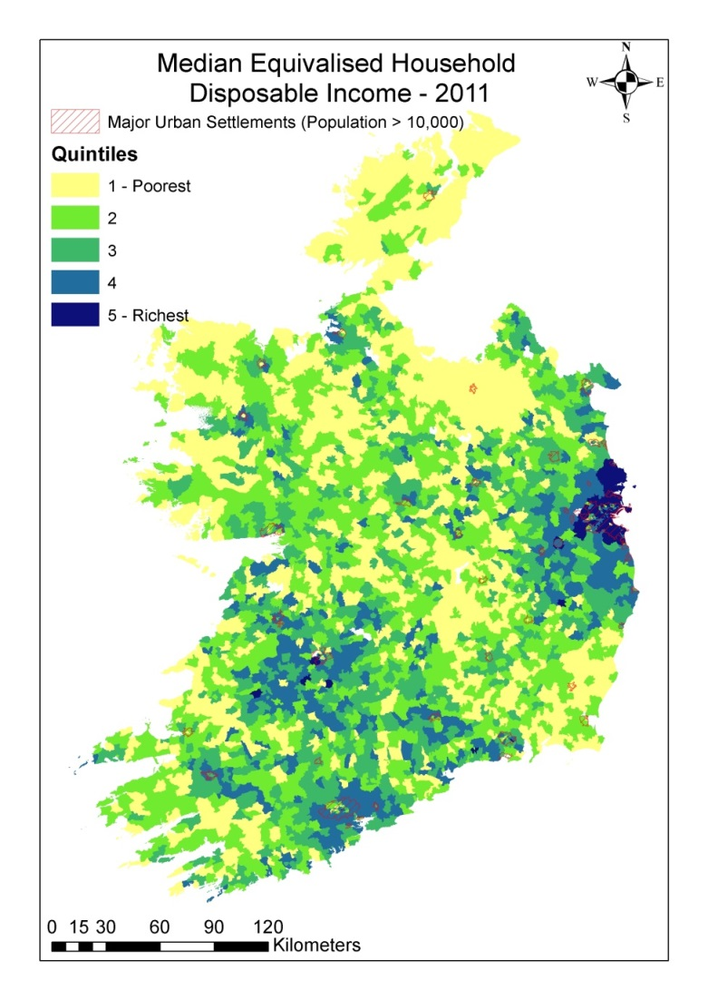 Median Equivalised Household
Disposable Income - 2011
N
W E
S
Major Urban Settlements (Population > 10,000)
Quintiles
1 - Poorest
2
3
4
5 - Richest
0 15 30 60 90 120
Kilometers